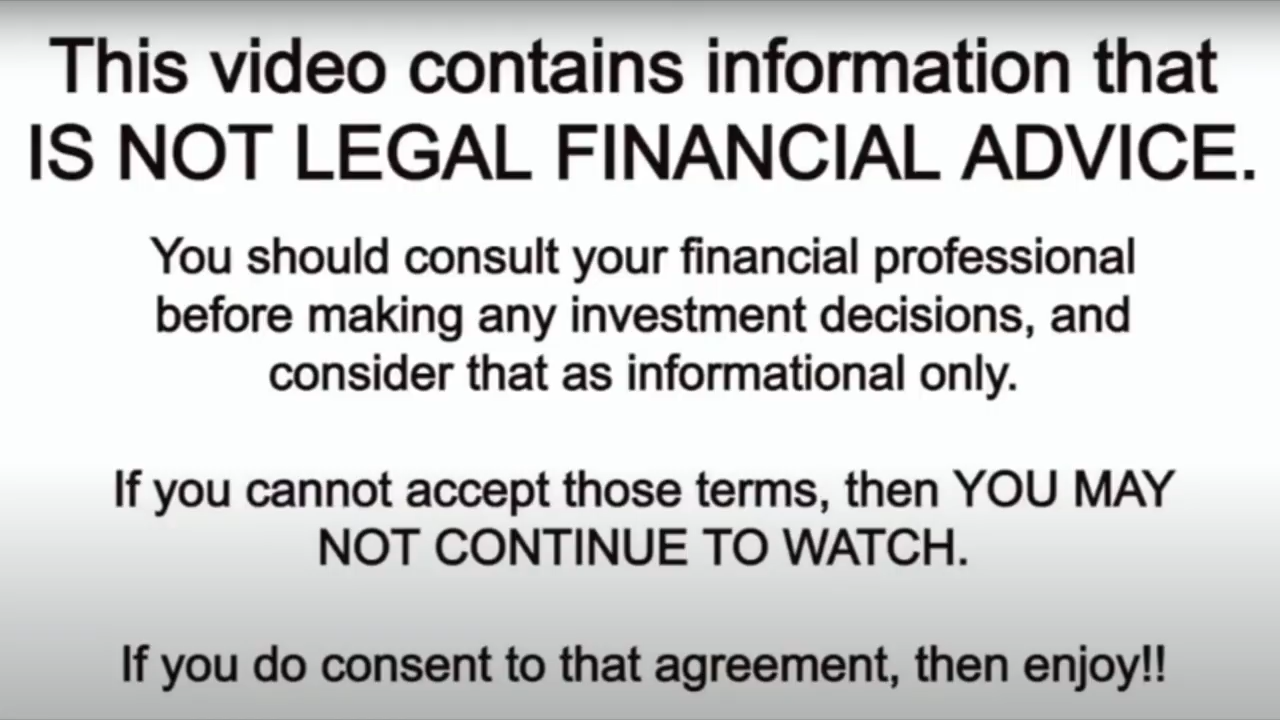 This video contains information that
IS NOT LEGAL FINANCIAL ADVICE.
You should consult your financial professional
before making any investment decisions, and
consider that as informational only.
If you cannot accept those terms, then YOU MAY
NOT CONTINUE TO WATCH.
If you do consent to that agreement, then enjoy!!